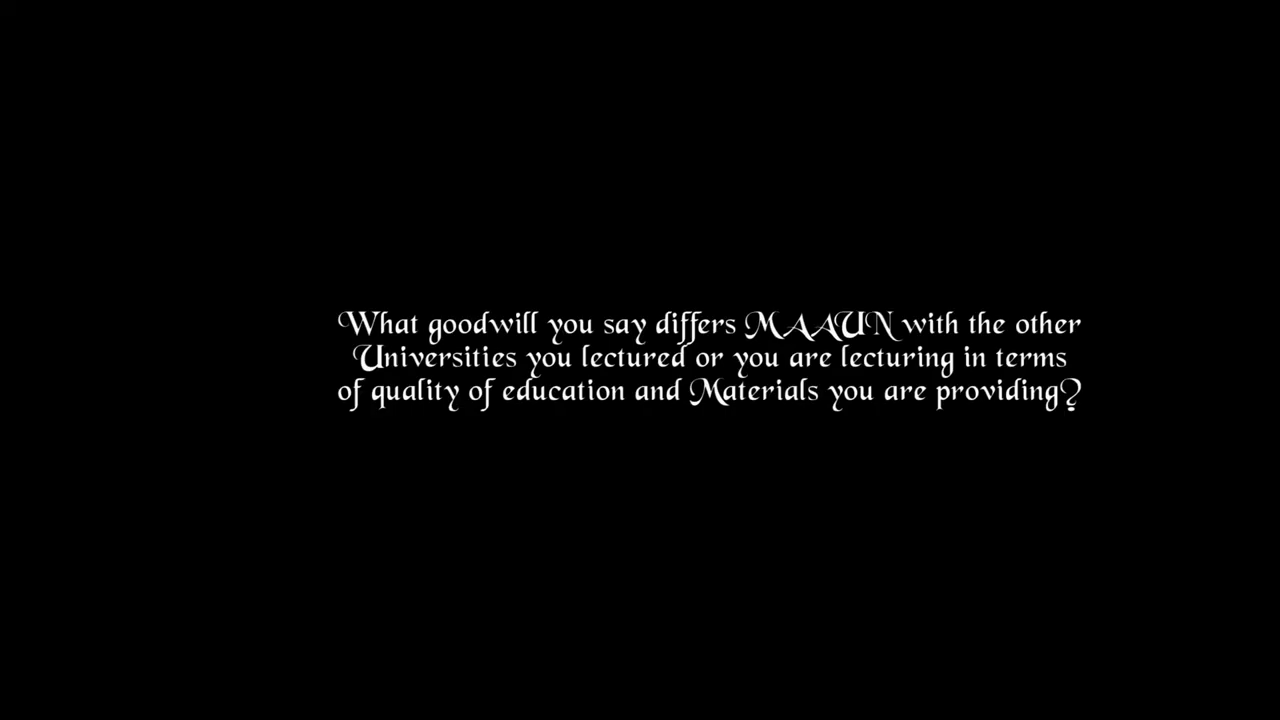 What goodwill you say differs MAAUN with the other
Universities you lectured or you are lecturing in terms
of quality of education and Materials you are providing?